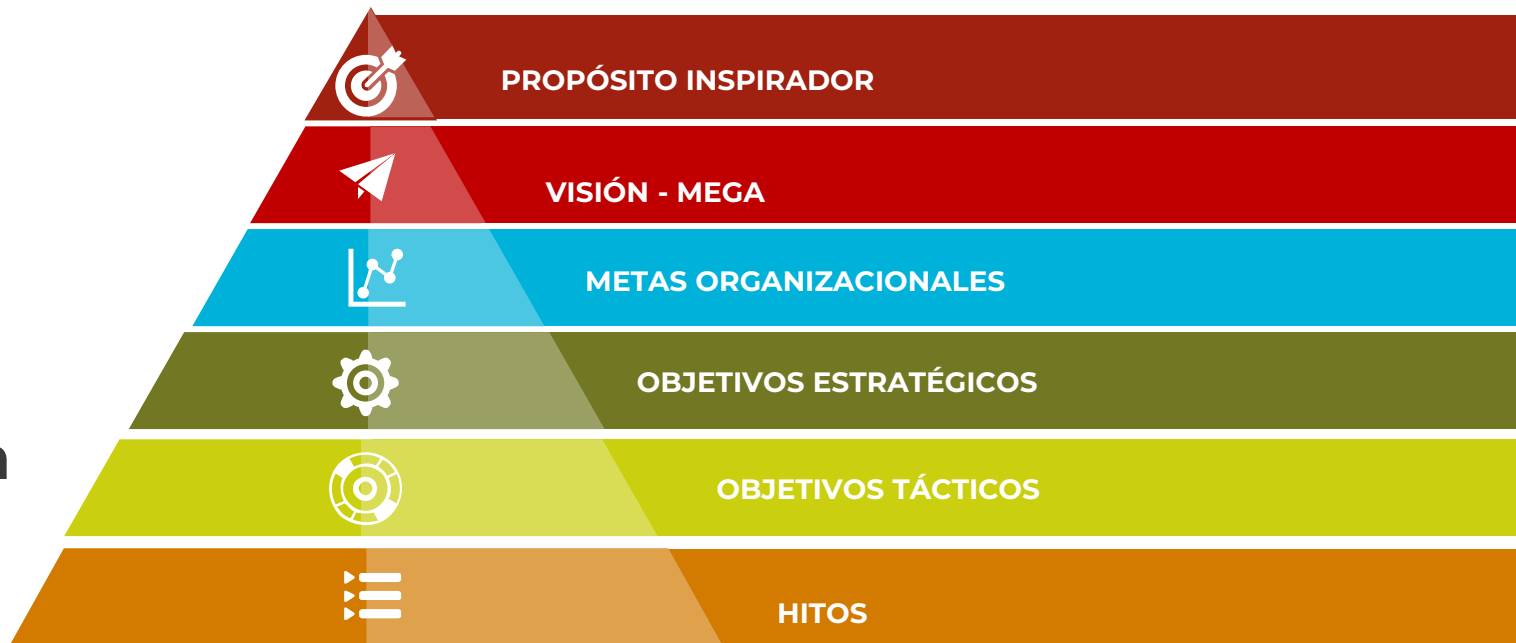 PROPÓSITO INSPIRADOR
VISIÓN - MEGA
METAS ORGANIZACIONALES
OBJETIVOS ESTRATÉGICOS
OBJETIVOS TÁCTICOS
HITOS